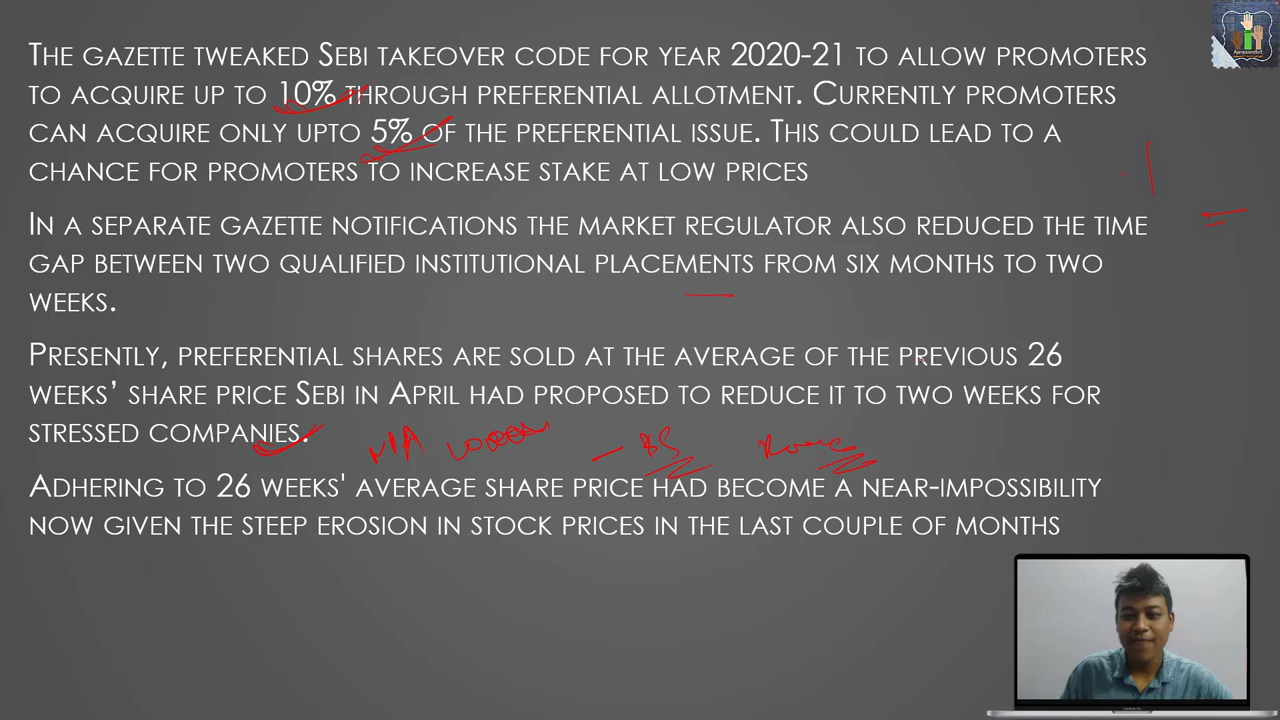 The gazette tweaked Sebi takeover code for year 2020-21 to allow promoters
to acquire up to 10% through preferential allotment. Currently promoters
can acquire only upto 5% of the preferential issue. This could lead to a
chance for promoters to increase stake at low prices
In a separate gazette notifications the market regulator also reduced the time
gap between two qualified institutional placements from six months to two
weeks.
Presently, preferential shares are sold at the average of the previous 26
weeks’ share price Sebi in April had proposed to reduce it to two weeks for
stressed companies.
Adhering to 26 weeks' average share price had become a near-impossibility
now given the steep erosion in stock prices in the last couple of months